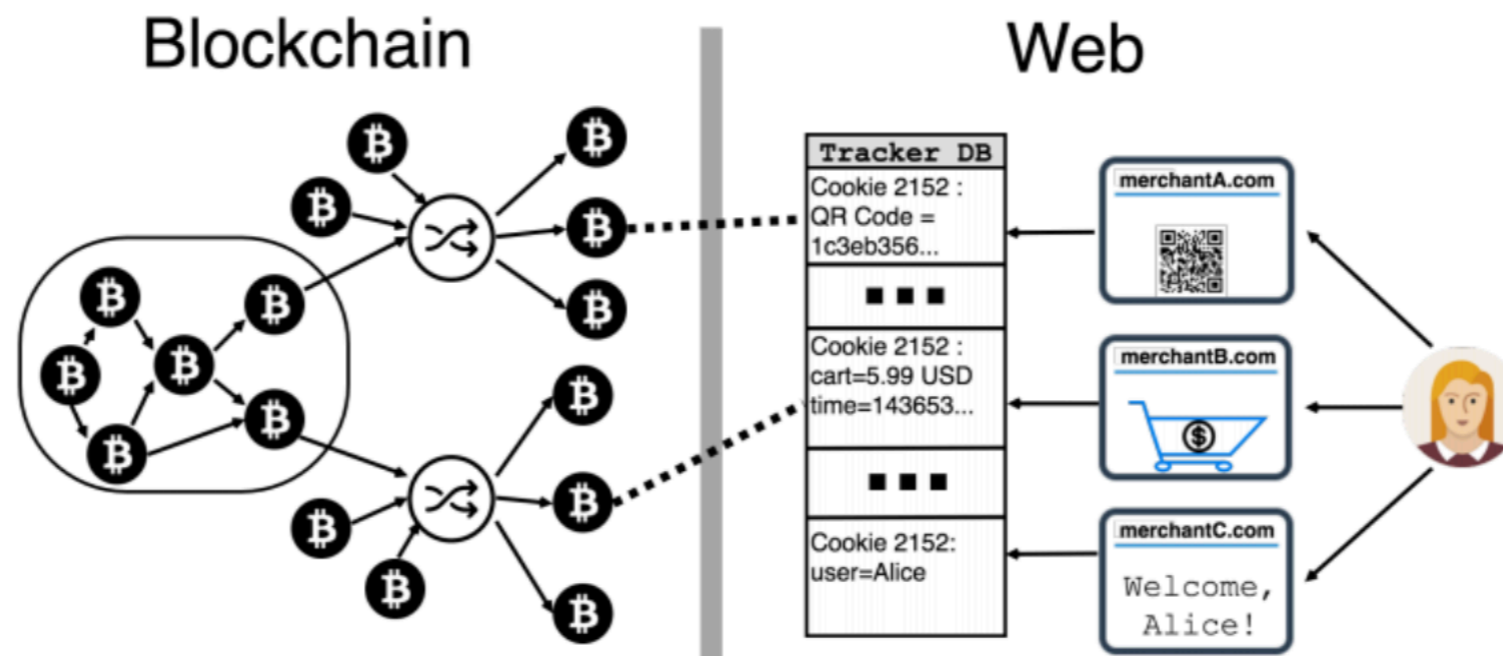 Blockchain
Web
Tracker DB
Cookie 2152 :
QR Code =
1c3eb356...
Cookie 2152 :
cart=5.99 USD
time=143653...
Cookie 2152:
user=Alice
merchantA.com
merchantB.com
$
merchantC.com
Welcome,
Alice!